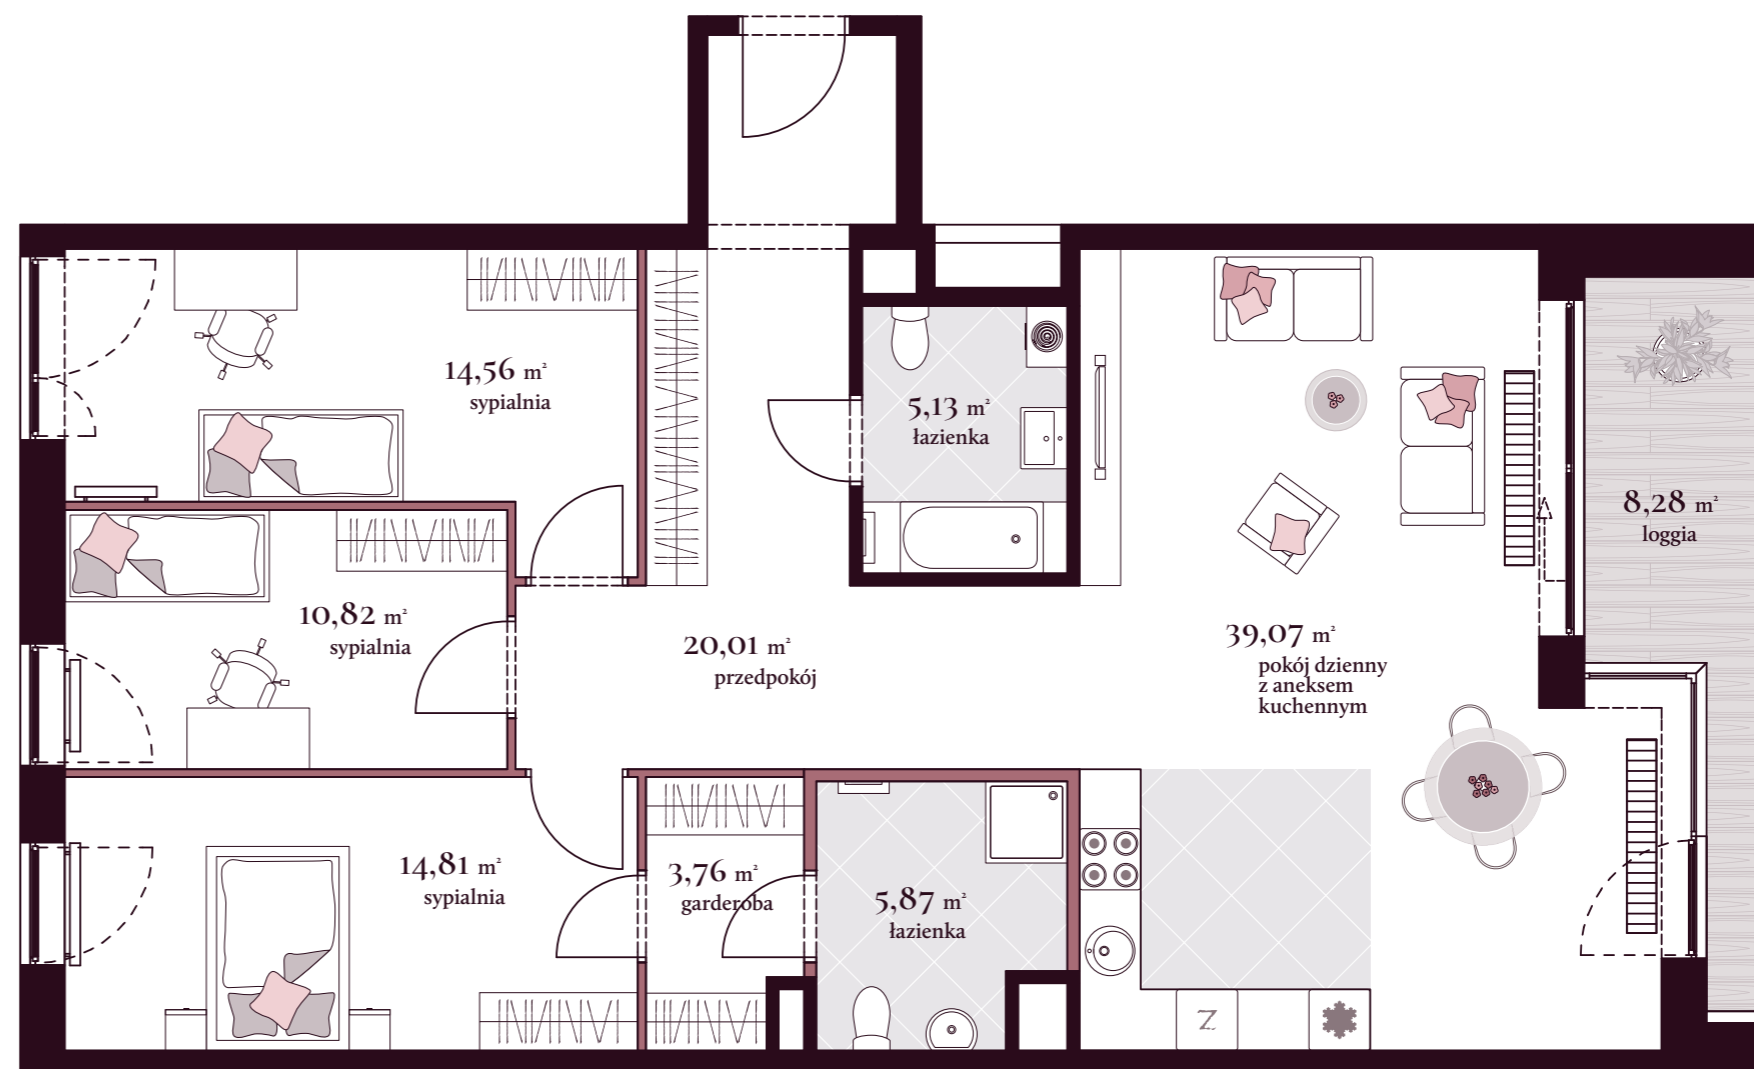 14,56 m²
sypialnia
5,13 m²
łazienka
8,28 m²
loggia
10,82 m²
sypialnia
20,01 m²
przedpokój
39,07 m²
pokój dzienny
z aneksem
kuchennym
14,81 m²
sypialnia
3,76 m²
garderoba
5,87 m²
łazienka
Z